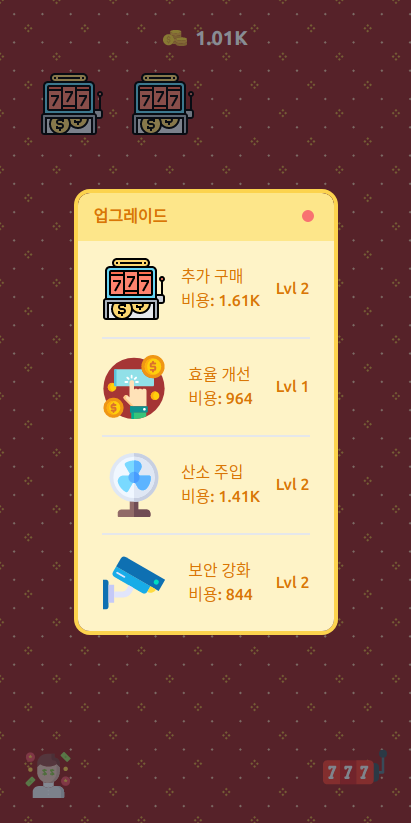 1.01K
777 777
업그레이드
777
추가 구매
비용: 1.61K
Lvl 2
효율 개선
비용: 964
Lvl 1
산소 주입
비용: 1.41K
Lvl 2
보안 강화
비용: 844
Lvl 2
777